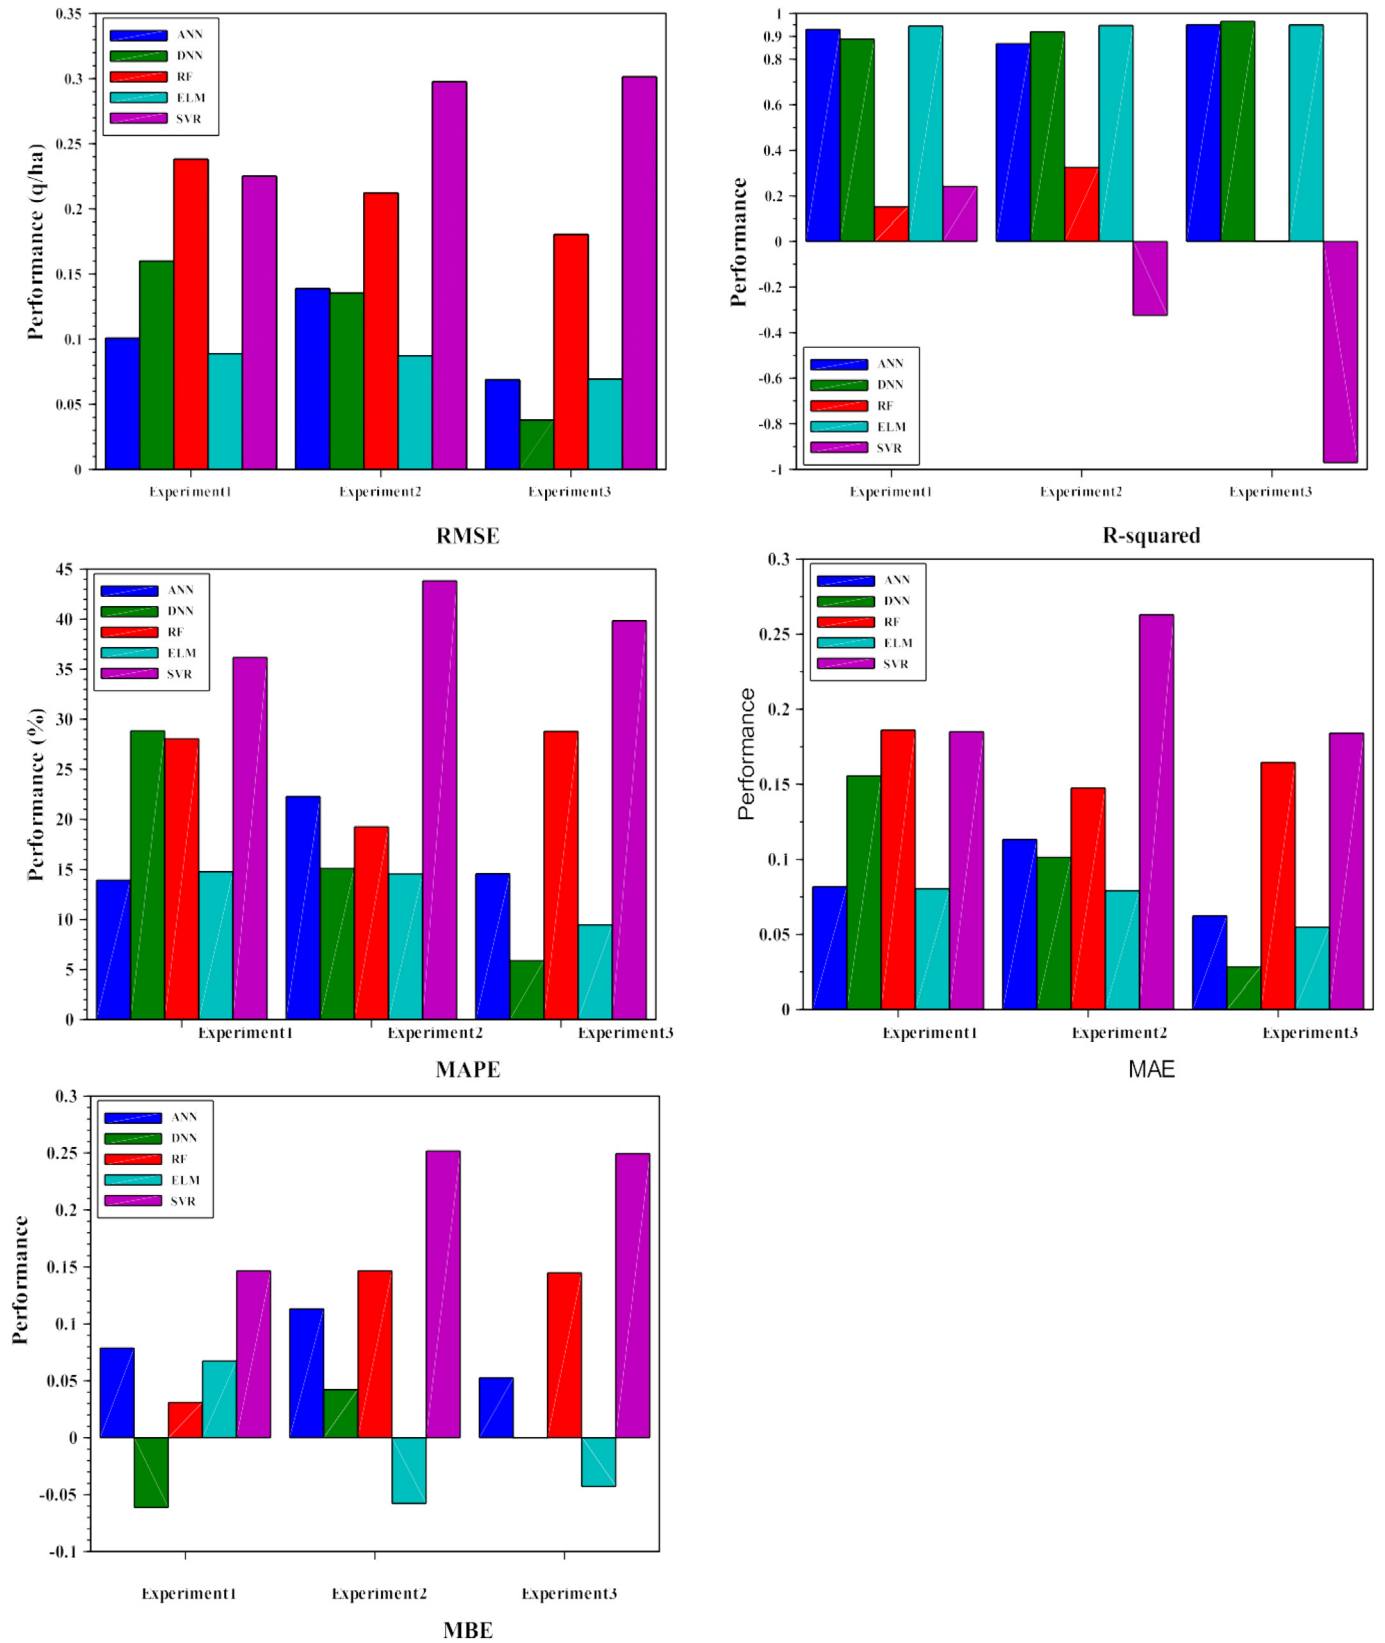 0.35
0.3
0.25
0.2
0.15
0.1
0.05
0
Performance (q/ha)
ANN
DNN
RF
ELM
SVR
Experiment1 Experiment2 Experiment3
RMSE
1
0.9
0.8
0.6
0.4
0.2
0
-0.2
-0.4
-0.6
-0.8
-1
Performance
ANN
DNN
RF
ELM
SVR
Experiment1 Experiment2 Experiment3
R-squared
45
40
35
30
25
20
15
10
5
0
Performance (%)
ANN
DNN
RF
ELM
SVR
Experiment1 Experiment2 Experiment3
MAPE
0.3
0.25
0.2
0.15
0.1
0.05
0
Performance
ANN
DNN
RF
ELM
SVR
Experiment1 Experiment2 Experiment3
MAE
0.3
0.25
0.2
0.15
0.1
0.05
0
-0.05
-0.1
Performance
ANN
DNN
RF
ELM
SVR
Experiment1 Experiment2 Experiment3
MBE